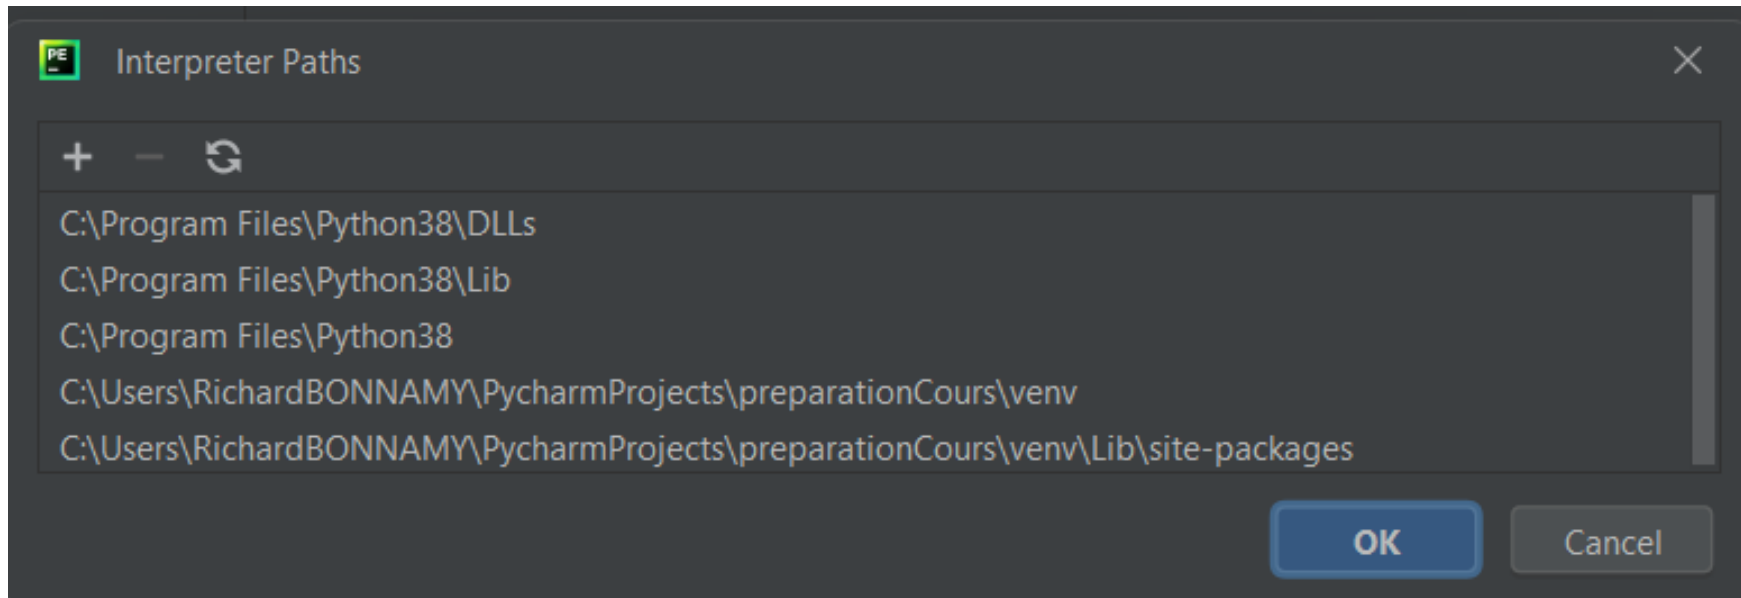 PE
Interpreter Paths
C:\Program Files\Python38\DLLs
C:\Program Files\Python38\Lib
C:\Program Files\Python38
C:\Users\RichardBONNAMY\PycharmProjects\preparationCours\venv
C:\Users\RichardBONNAMY\PycharmProjects\preparationCours\venv\Lib\site-packages
OK Cancel